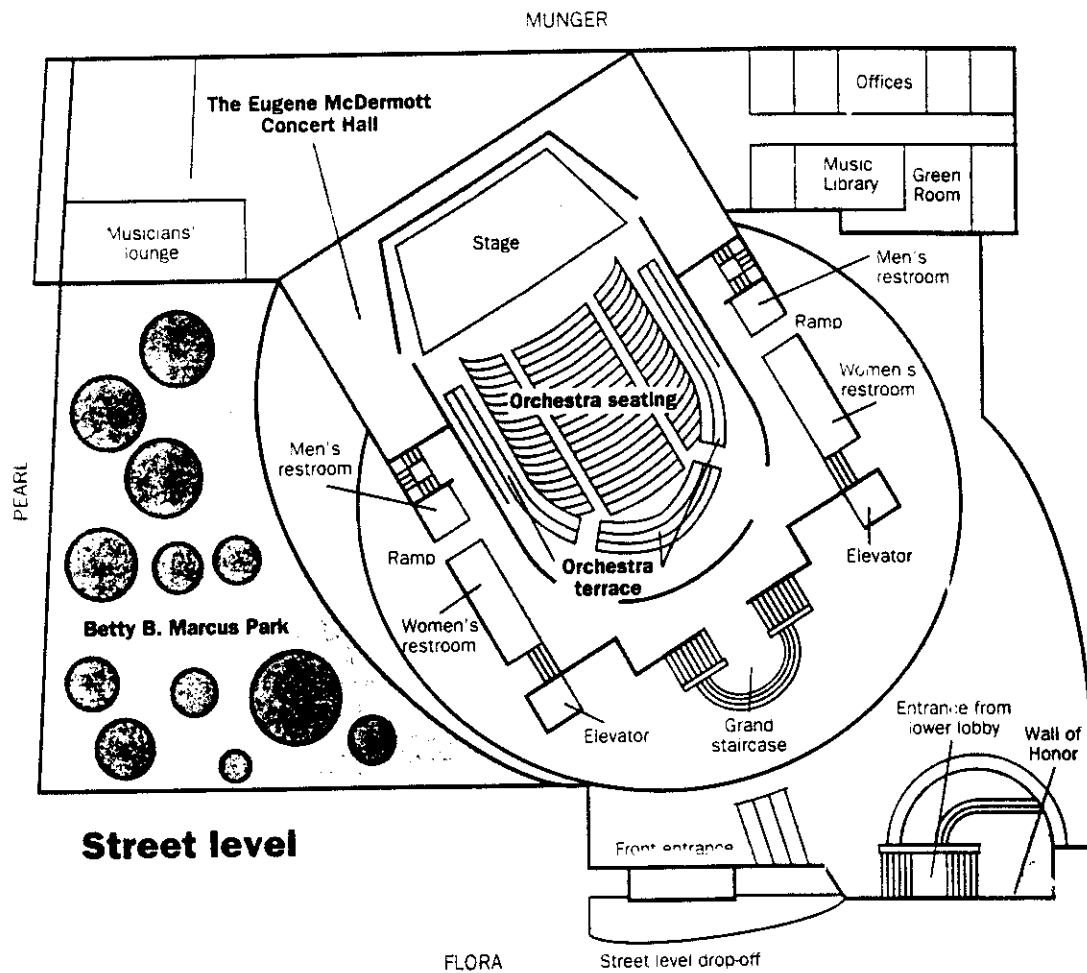 MUNGER
The Eugene McDermott
Concert Hall
Offices
Music
Library
Green
Room
Musicians'
lounge
Stage
Men's
restroom
Ramp
Women's
restroom
Orchestra seating
Men's
restroom
PEARL
Ramp
Elevator
Orchestra
terrace
Betty B. Marcus Park
Women's
restroom
Elevator
Grand
staircase
Entrance from
lower lobby
Wall of
Honor
Street level
Front entrance
FLORA
Street level drop-off